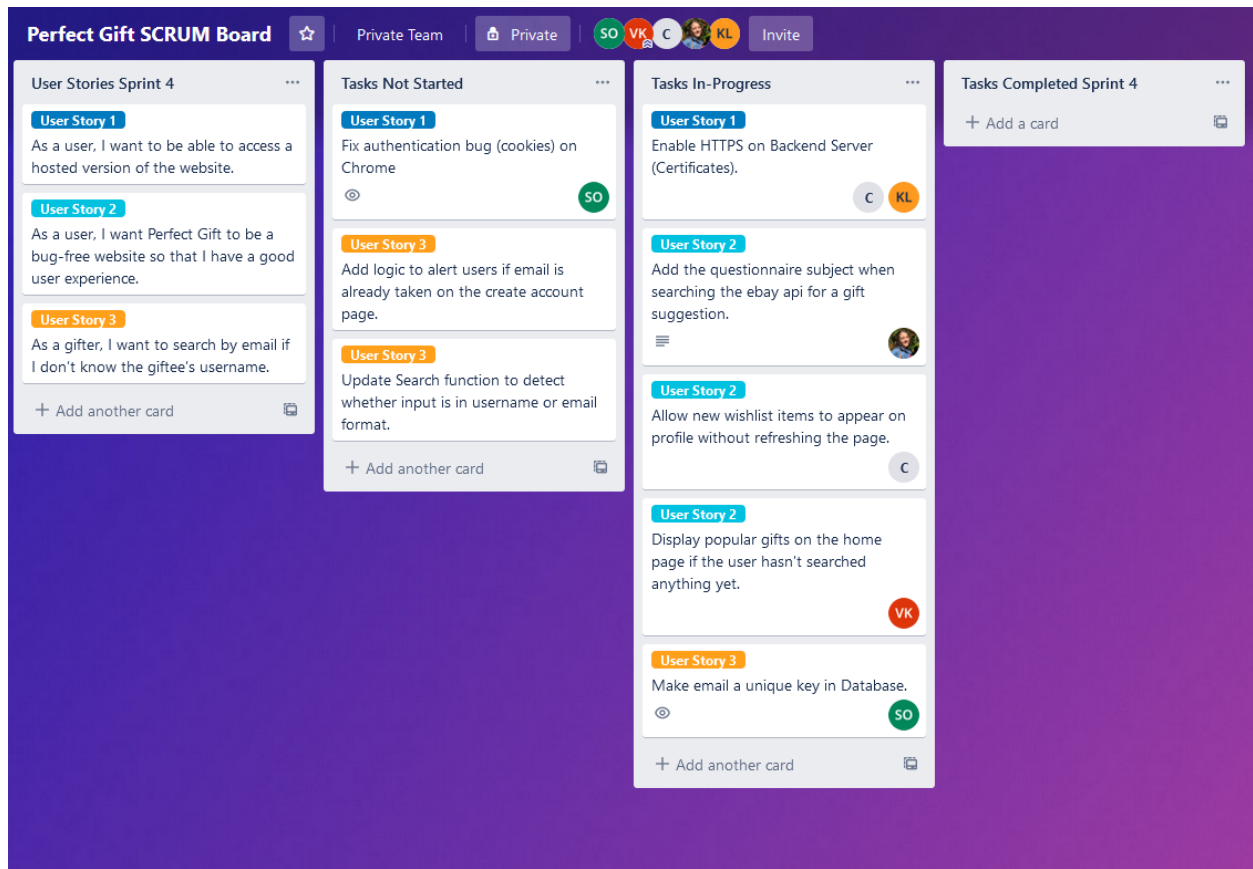 Perfect Gift SCRUM Board
Private Team
Private
SO
VK
C
KL
Invite
User Stories Sprint 4
User Story 1
As a user, I want to be able to access a
hosted version of the website.
User Story 2
As a user, I want Perfect Gift to be a
bug-free website so that I have a good
user experience.
User Story 3
As a gifter, I want to search by email if
I don't know the giftee's username.
+ Add another card
Tasks Not Started
User Story 1
Fix authentication bug (cookies) on
Chrome
SO
User Story 3
Add logic to alert users if email is
already taken on the create account
page.
User Story 3
Update Search function to detect
whether input is in username or email
format.
+ Add another card
Tasks In-Progress
User Story 1
Enable HTTPS on Backend Server
(Certificates).
C
KL
User Story 2
Add the questionnaire subject when
searching the ebay api for a gift
suggestion.
User Story 2
Allow new wishlist items to appear on
profile without refreshing the page.
C
User Story 2
Display popular gifts on the home
page if the user hasn't searched
anything yet.
VK
User Story 3
Make email a unique key in Database.
SO
+ Add another card
Tasks Completed Sprint 4
+ Add a card